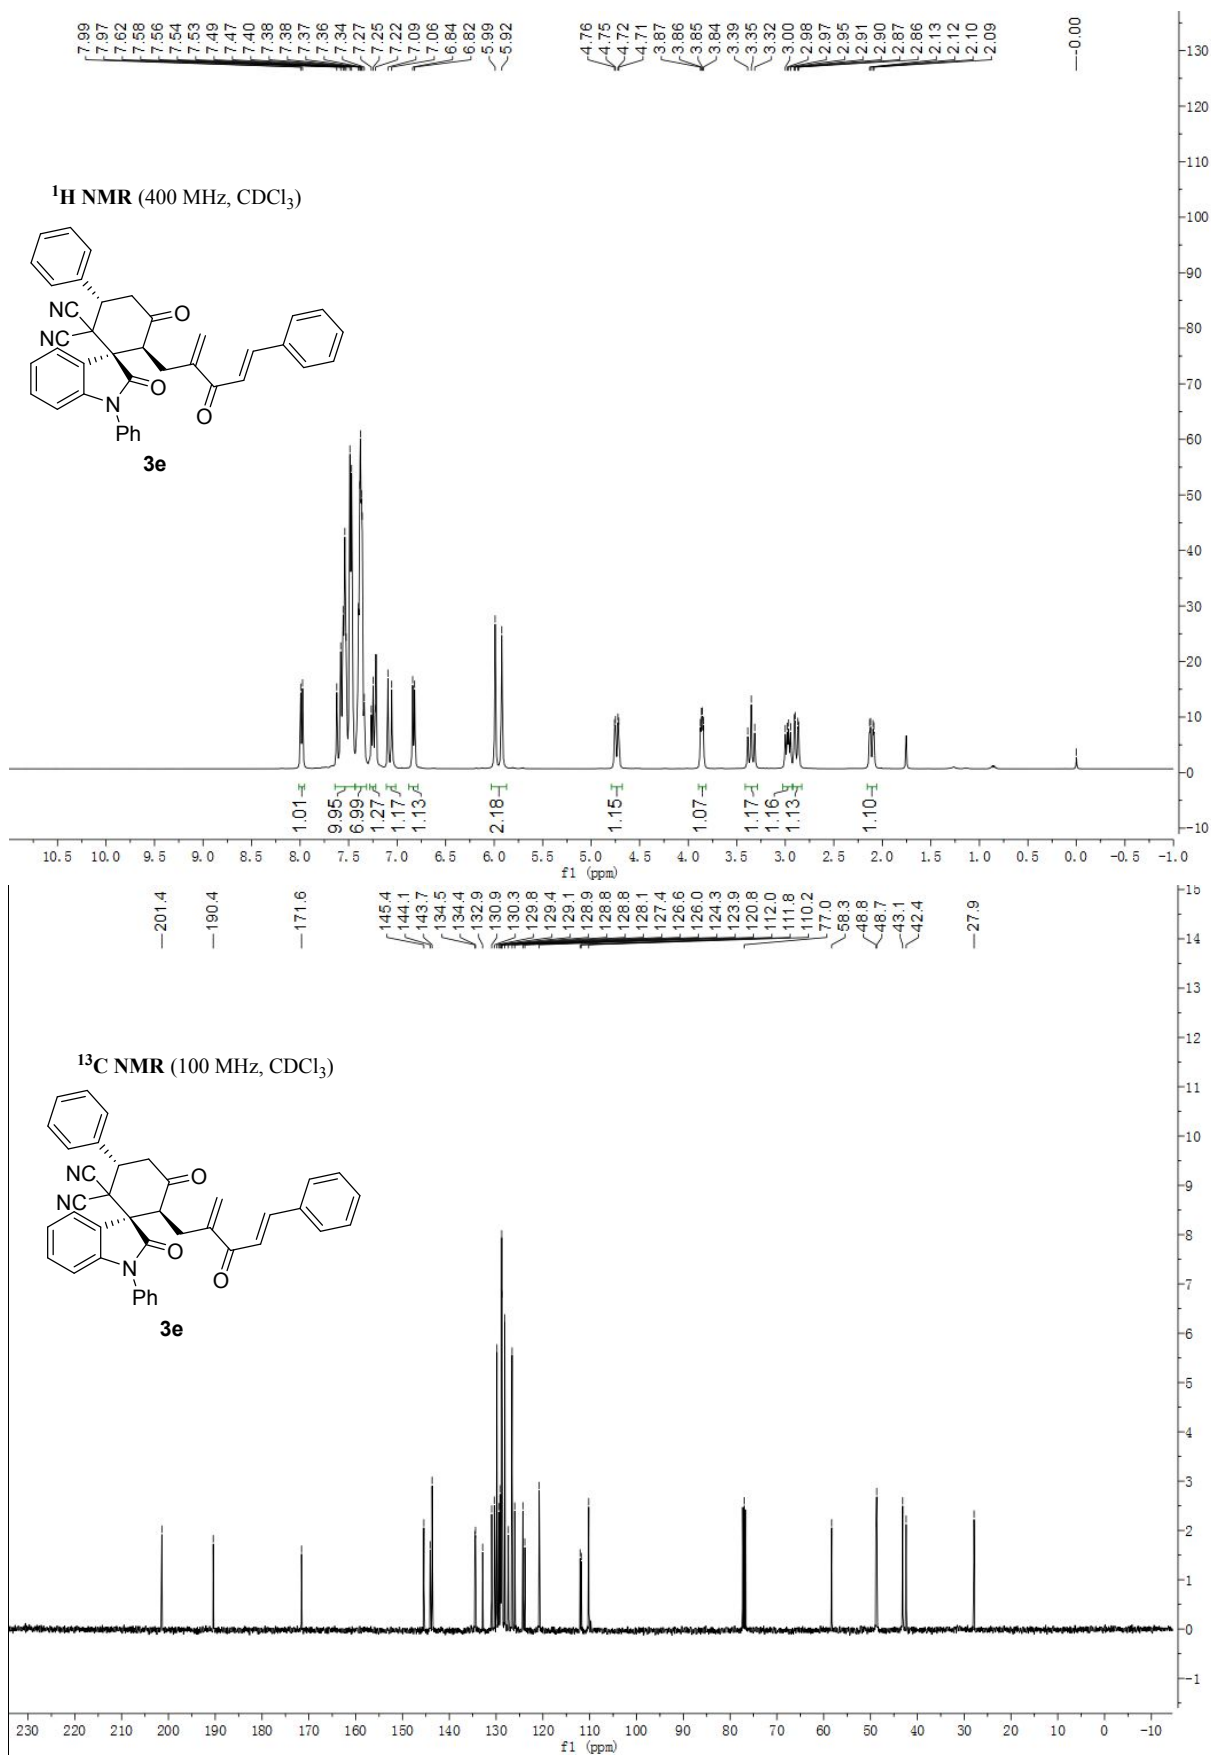 7.99 7.97 7.62 7.58 7.56 7.54 7.53 7.49 7.47 7.40 7.38 7.38 7.37 7.36 7.34 7.27 7.25 7.22 7.09 7.06 6.84 6.82 5.99 5.92 4.76 4.75 4.72 4.71 3.87 3.86 3.85 3.84 3.39 3.35 3.32 3.00 2.98 2.97 2.95 2.91 2.90 2.87 2.86 2.13 2.12 2.10 2.09 -0.00
130
120
110
100
90
80
70
60
50
40
30
20
10
0
-10
¹H NMR (400 MHz, CDCl₃)
NC
NC
O
O
N
O
Ph
3e
1.01 9.95 6.99 1.27 1.17 1.13 2.18 1.15 1.07 1.17 1.16 1.13 1.10
10.5 9.5 9.0 8.5 8.0 7.5 7.0 6.5 6.0 5.5 5.0 4.5 4.0 3.5 3.0 2.5 2.0 1.5 1.0 0.5 0.0 -0.5 -1.0
f1 (ppm)
201.4 190.4 171.6 145.4 144.1 143.7 134.5 134.4 132.9 130.9 130.3 129.8 129.4 129.1 128.9 128.8 128.8 128.1 127.4 126.6 126.0 124.3 123.9 120.8 112.0 111.8 110.2 77.0 58.3 48.8 48.7 43.1 42.4 27.9
15
14
13
12
11
10
9
8
7
6
5
4
3
2
1
0
-1
¹³C NMR (100 MHz, CDCl₃)
NC
NC
O
O
N
O
Ph
3e
230 220 210 200 190 180 170 160 150 140 130 120 110 100 90 80 70 60 50 40 30 20 10 0 -10
f1 (ppm)